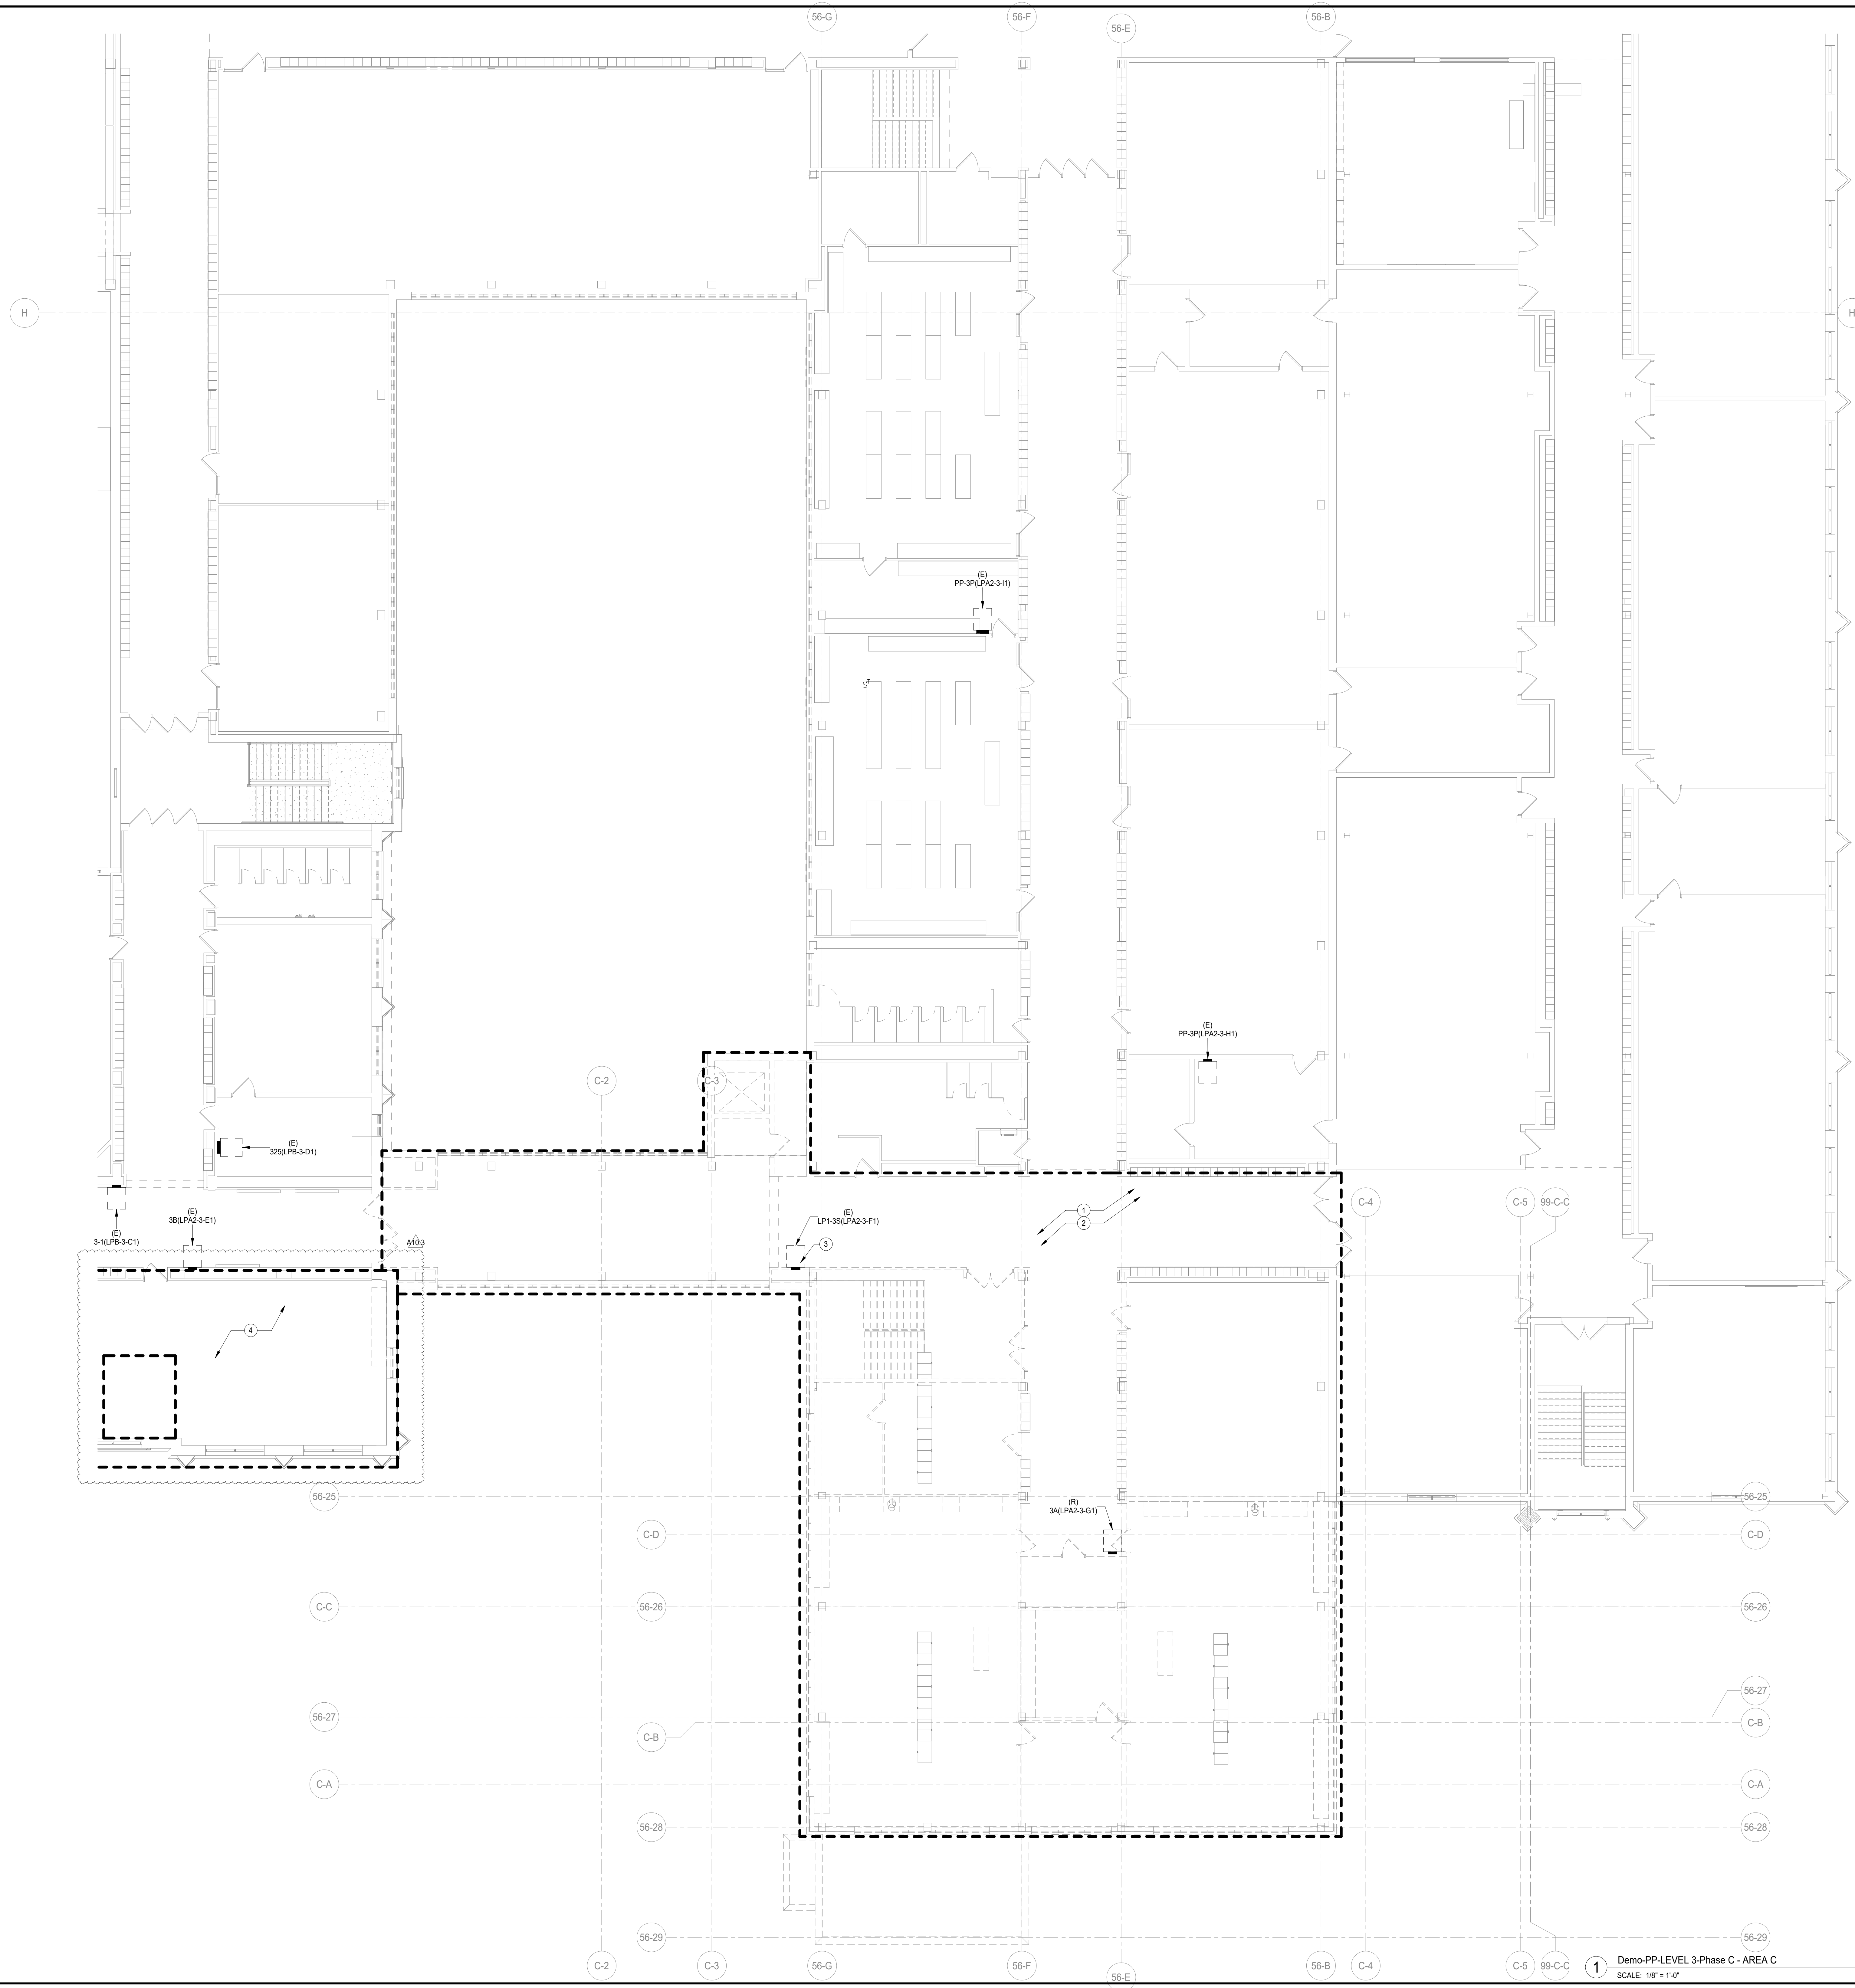 56-G
56-F
56-E
56-B
H
H
(E)
PP-3P(LPA2-3-I1)
ST
(E)
PP-3P(LPA2-3-H1)
C-2
C-3
(E)
325(LPB-3-D1)
(E)
3-1(LPB-3-C1)
(E)
3B(LPA2-3-E1)
A10.3
(E)
LP1-3S(LPA2-3-F1)
3
1
2
C-4
C-5
99-C-C
4
56-25
56-25
(R)
3A(LPA2-3-G1)
C-D
C-D
C-C
56-26
56-26
56-27
56-27
C-B
C-B
C-A
C-A
56-28
56-28
56-29
56-29
C-2
C-3
56-G
56-F
56-E
56-B
C-4
C-5
99-C-C
1
Demo-PP-LEVEL 3-Phase C - AREA C
SCALE: 1/8" = 1'-0"